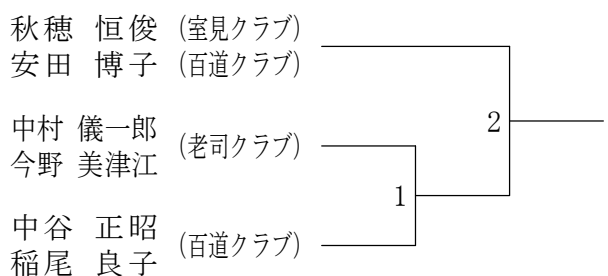 秋穂 恒俊 (室見クラブ)
安田 博子 (百道クラブ)
2
中村 儀一郎
今野 美津江
(老司クラブ)
1
中谷 正昭
稲尾 良子
(百道クラブ)